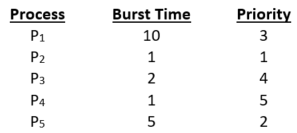 Process Burst Time Priority
P1 10 3
P2 1 1
P3 2 4
P4 1 5
P5 5 2